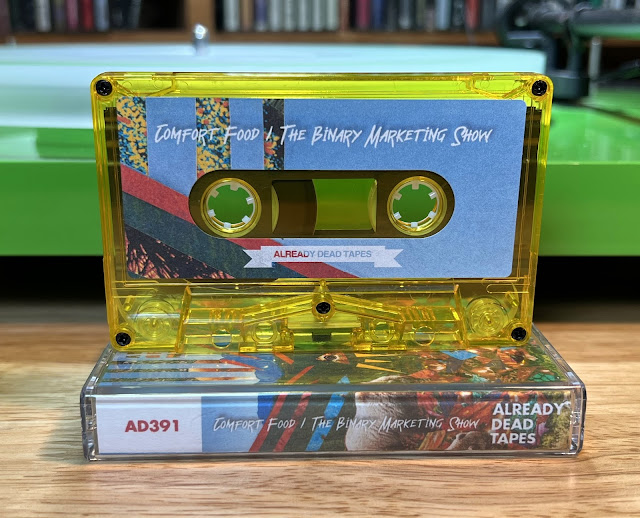 Comfort Food / The Binary Marketing Show
ALREADY DEAD TAPES
AD391
Comfort Food / The Binary Marketing Show
ALREADY
DEAD
TAPES